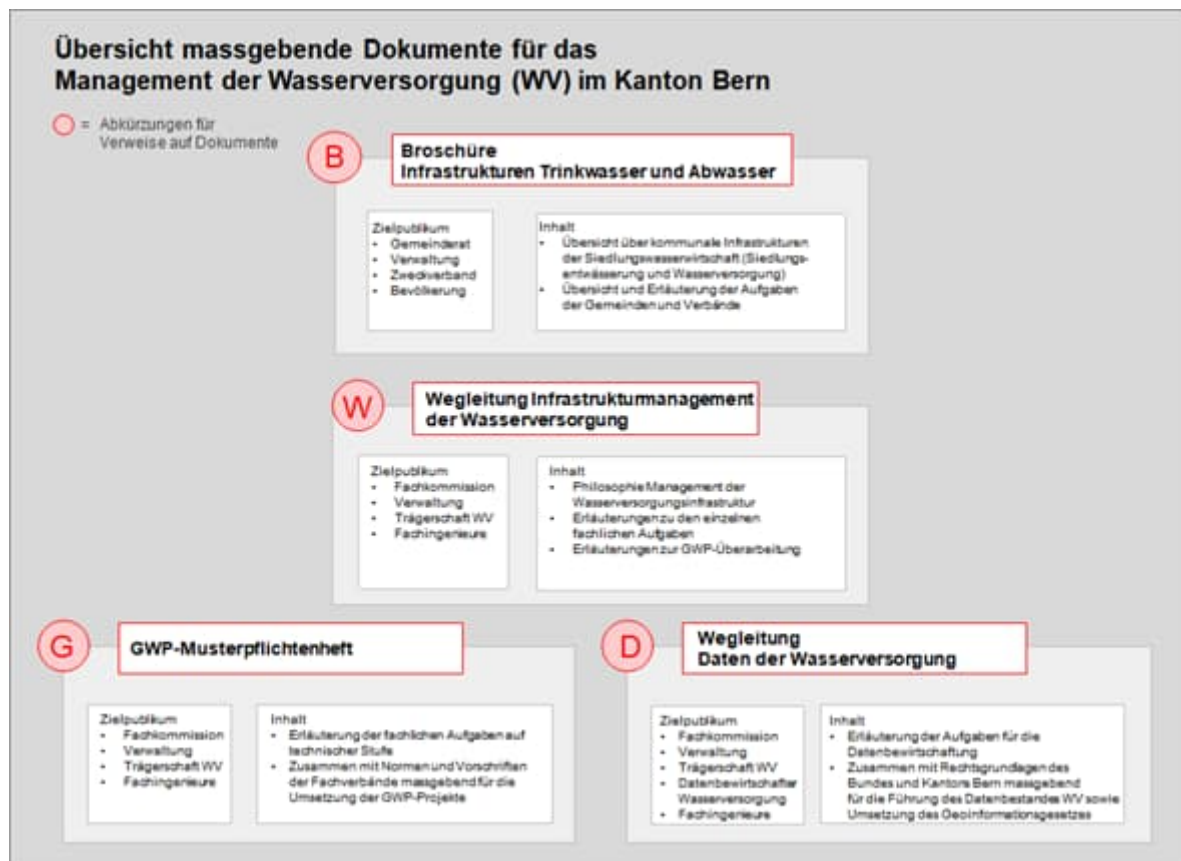 Übersicht massgebende Dokumente für das
Management der Wasserversorgung (WV) im Kanton Bern
= Abkürzungen für
Verweise auf Dokumente
B
Broschüre
Infrastrukturen Trinkwasser und Abwasser
Zielpublikum
• Gemeinderat
• Verwaltung
• Zweckverband
• Bevölkerung
Inhalt
• Übersicht über kommunale Infrastrukturen
der Siedlungswasserwirtschaft (Siedlungs-
entwässerung und Wasserversorgung)
• Übersicht und Erläuterung der Aufgaben
der Gemeinden und Verbände
W
Wegleitung Infrastrukturmanagement
der Wasserversorgung
Zielpublikum
• Fachkommission
• Verwaltung
• Trägerschaft WV
• Fachingenieure
Inhalt
• Philosophie Management der
Wasserversorgungsinfrastruktur
• Erläuterungen zu den einzelnen
fachlichen Aufgaben
• Erläuterungen zur GWP-Überarbeitung
G
GWP-Musterpflichtenheft
Zielpublikum
• Fachkommission
• Verwaltung
• Trägerschaft WV
• Fachingenieure
Inhalt
• Erläuterung der fachlichen Aufgaben auf
technischer Stufe
• Zusammen mit Normen und Vorschriften
der Fachverbände massgebend für die
Umsetzung der GWP-Projekte
D
Wegleitung
Daten der Wasserversorgung
Zielpublikum
• Fachkommission
• Verwaltung
• Trägerschaft WV
• Datenbewirtschafter
Wasserversorgung
• Fachingenieure
Inhalt
• Erläuterung der Aufgaben für die
Datenbewirtschaftung
• Zusammen mit Rechtsgrundlagen des
Bundes und Kantons Bern massgebend
für die Führung des Datenbestandes WV sowie
Umsetzung des Geoinformationsgesetzes